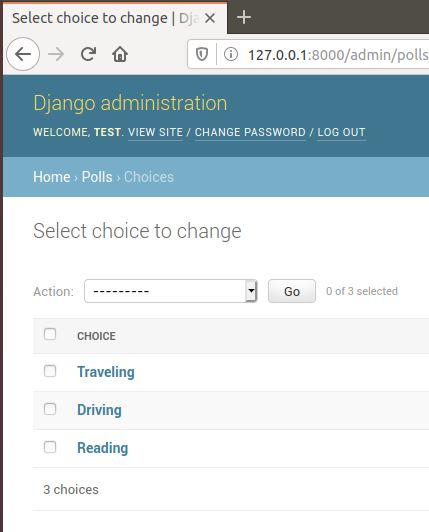 Select choice to change | Dja
127.0.0.1:8000/admin/polls
Django administration
WELCOME, TEST. VIEW SITE / CHANGE PASSWORD / LOG OUT
Home › Polls › Choices
Select choice to change
Action: --------- Go 0 of 3 selected
CHOICE
Traveling
Driving
Reading
3 choices